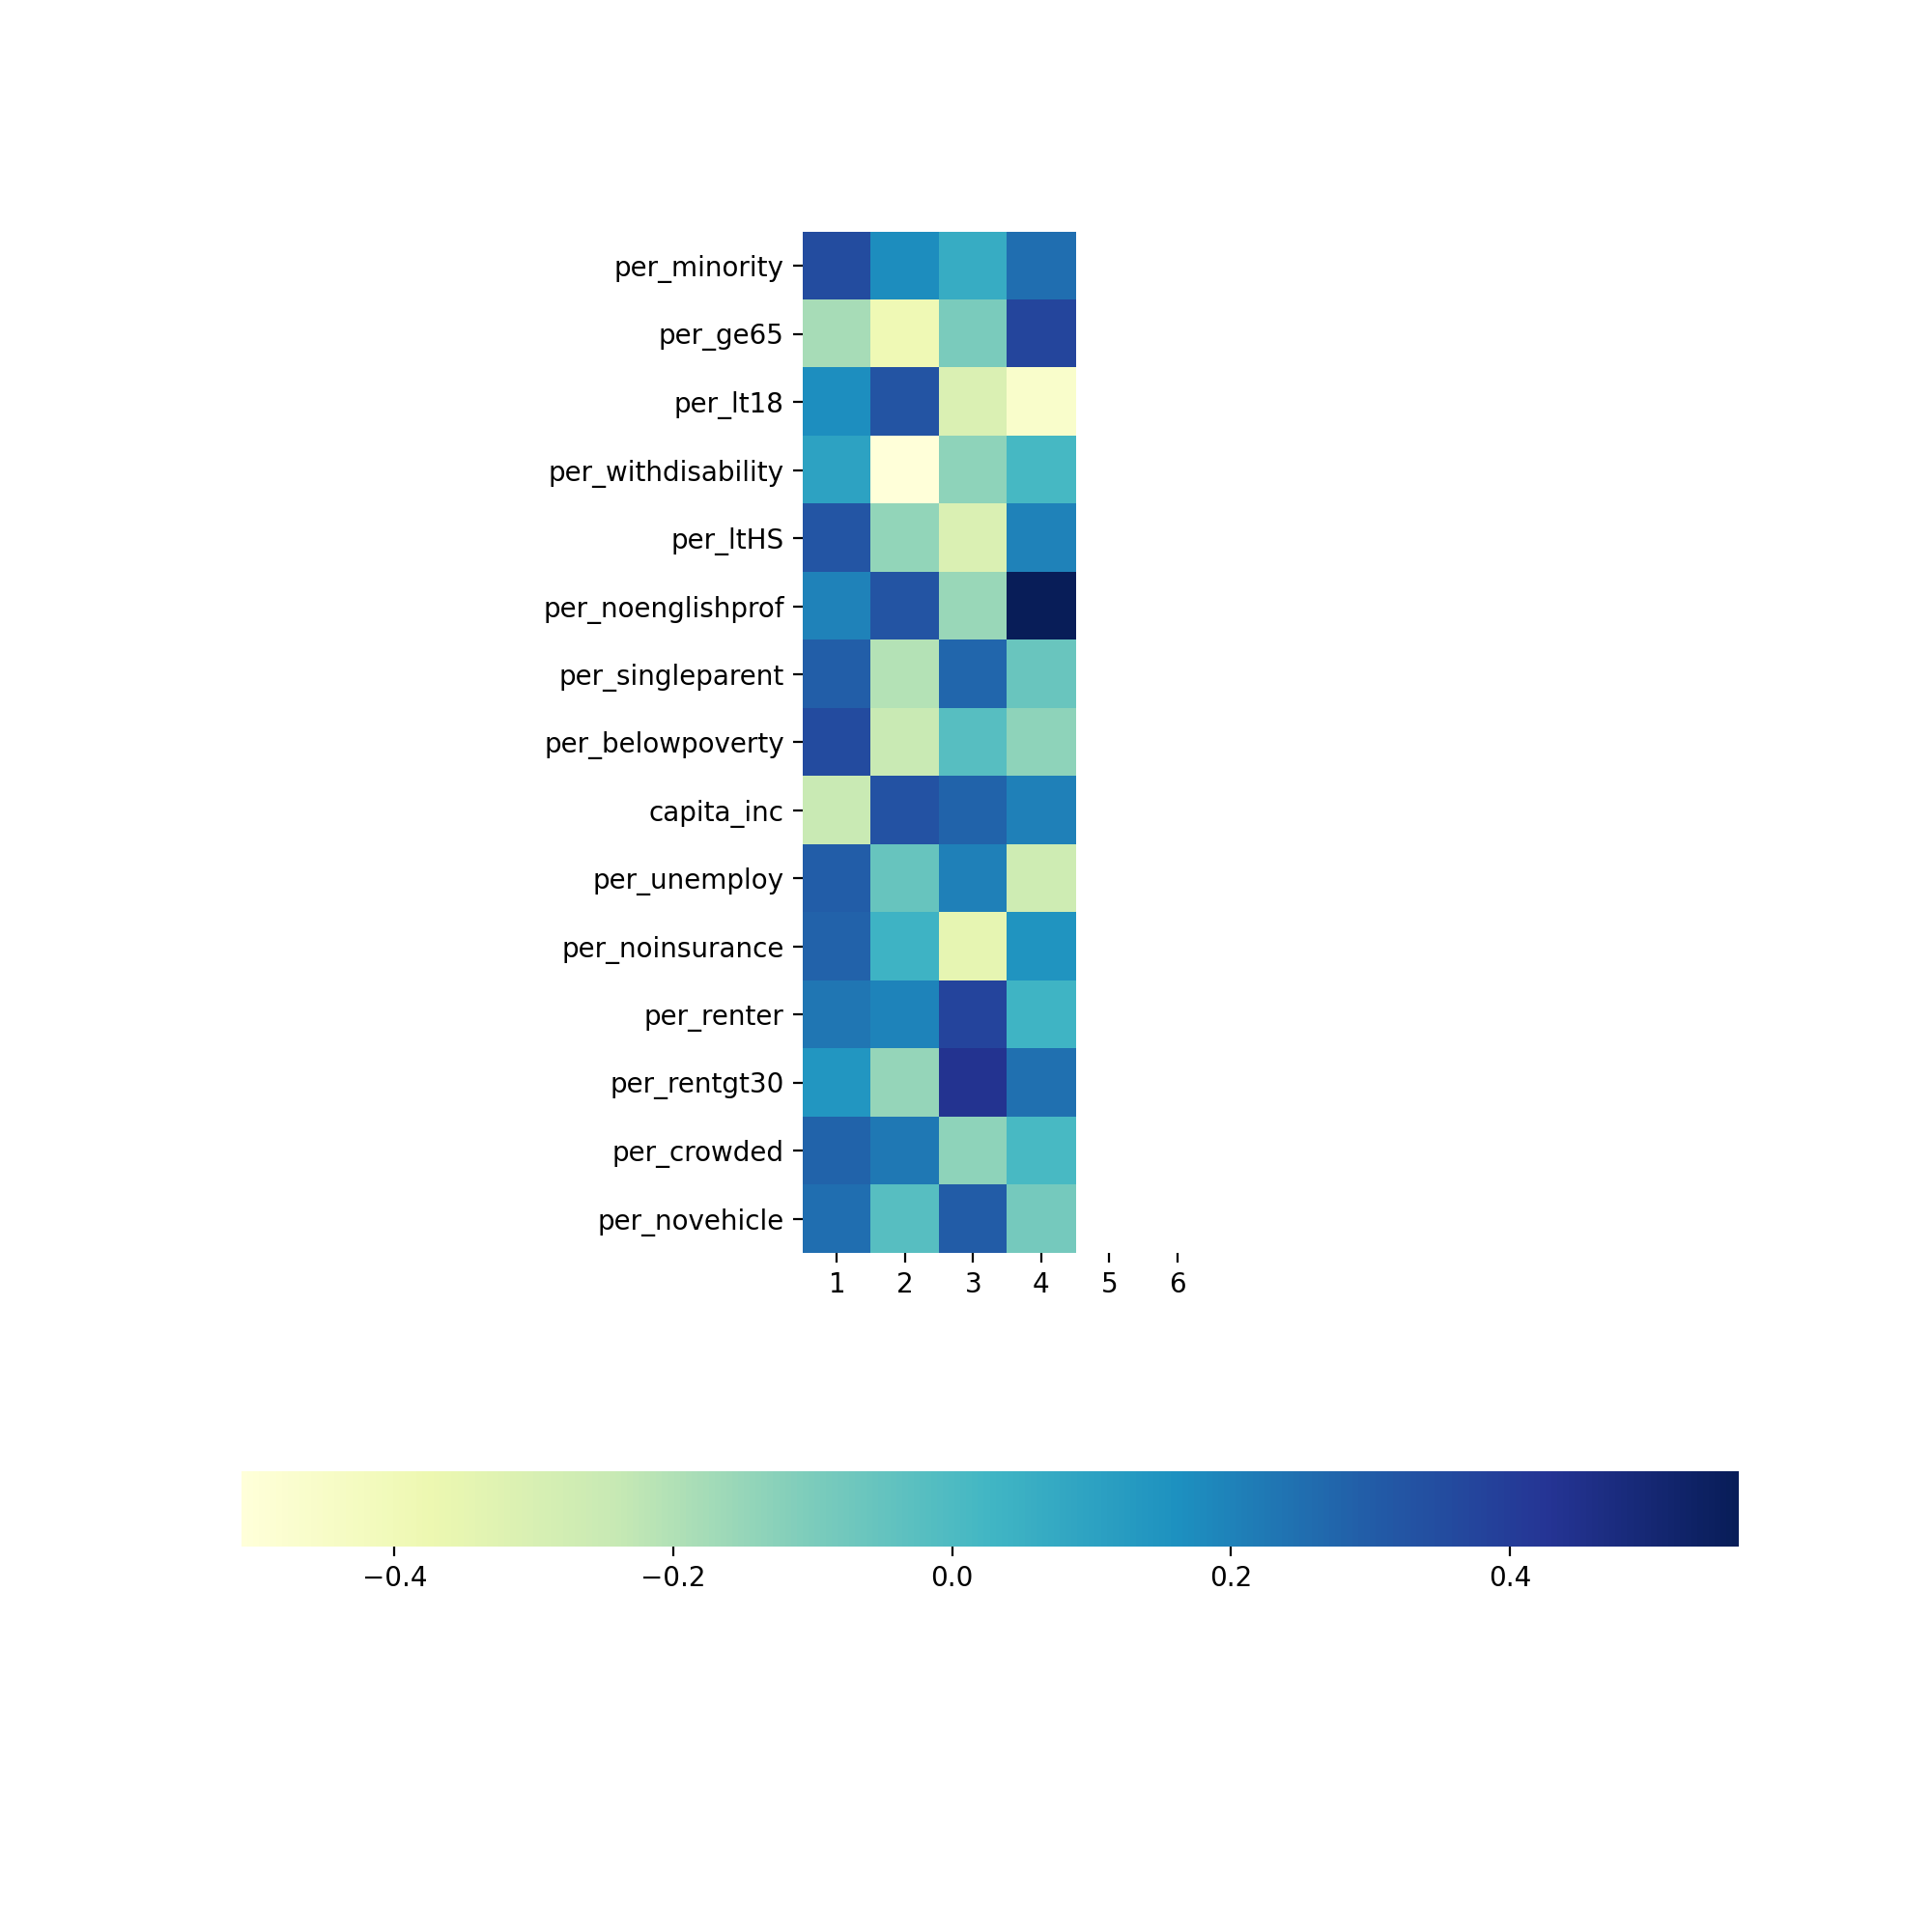 per_minority
per_ge65
per_lt18
per_withdisability
per_ltHS
per_noenglishprof
per_singleparent
per_belowpoverty
capita_inc
per_unemploy
per_noinsurance
per_renter
per_rentgt30
per_crowded
per_novehicle
1 2 3 4 5 6
−0.4 −0.2 0.0 0.2 0.4